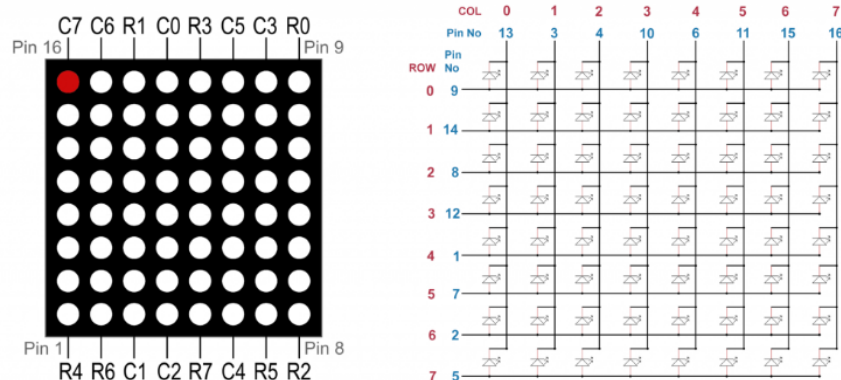 C7 C6 R1 C0 R3 C5 C3 R0
Pin 16 Pin 9
Pin 1 Pin 8
R4 R6 C1 C2 R7 C4 R5 R2
COL 0 1 2 3 4 5 6 7
Pin No 13 3 4 10 6 11 15 16
Pin
ROW No
0 9
1 14
2 8
3 12
4 1
5 7
6 2
7 5